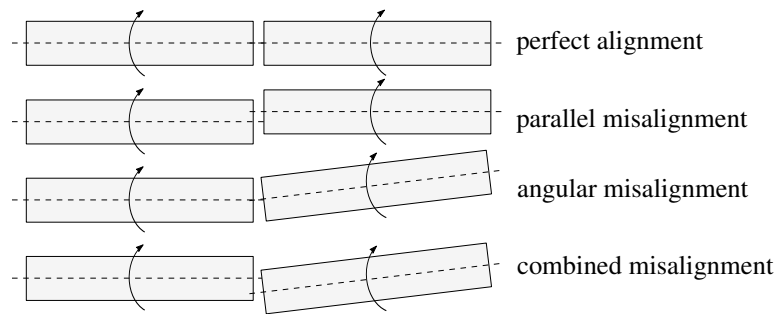 perfect alignment
parallel misalignment
angular misalignment
combined misalignment